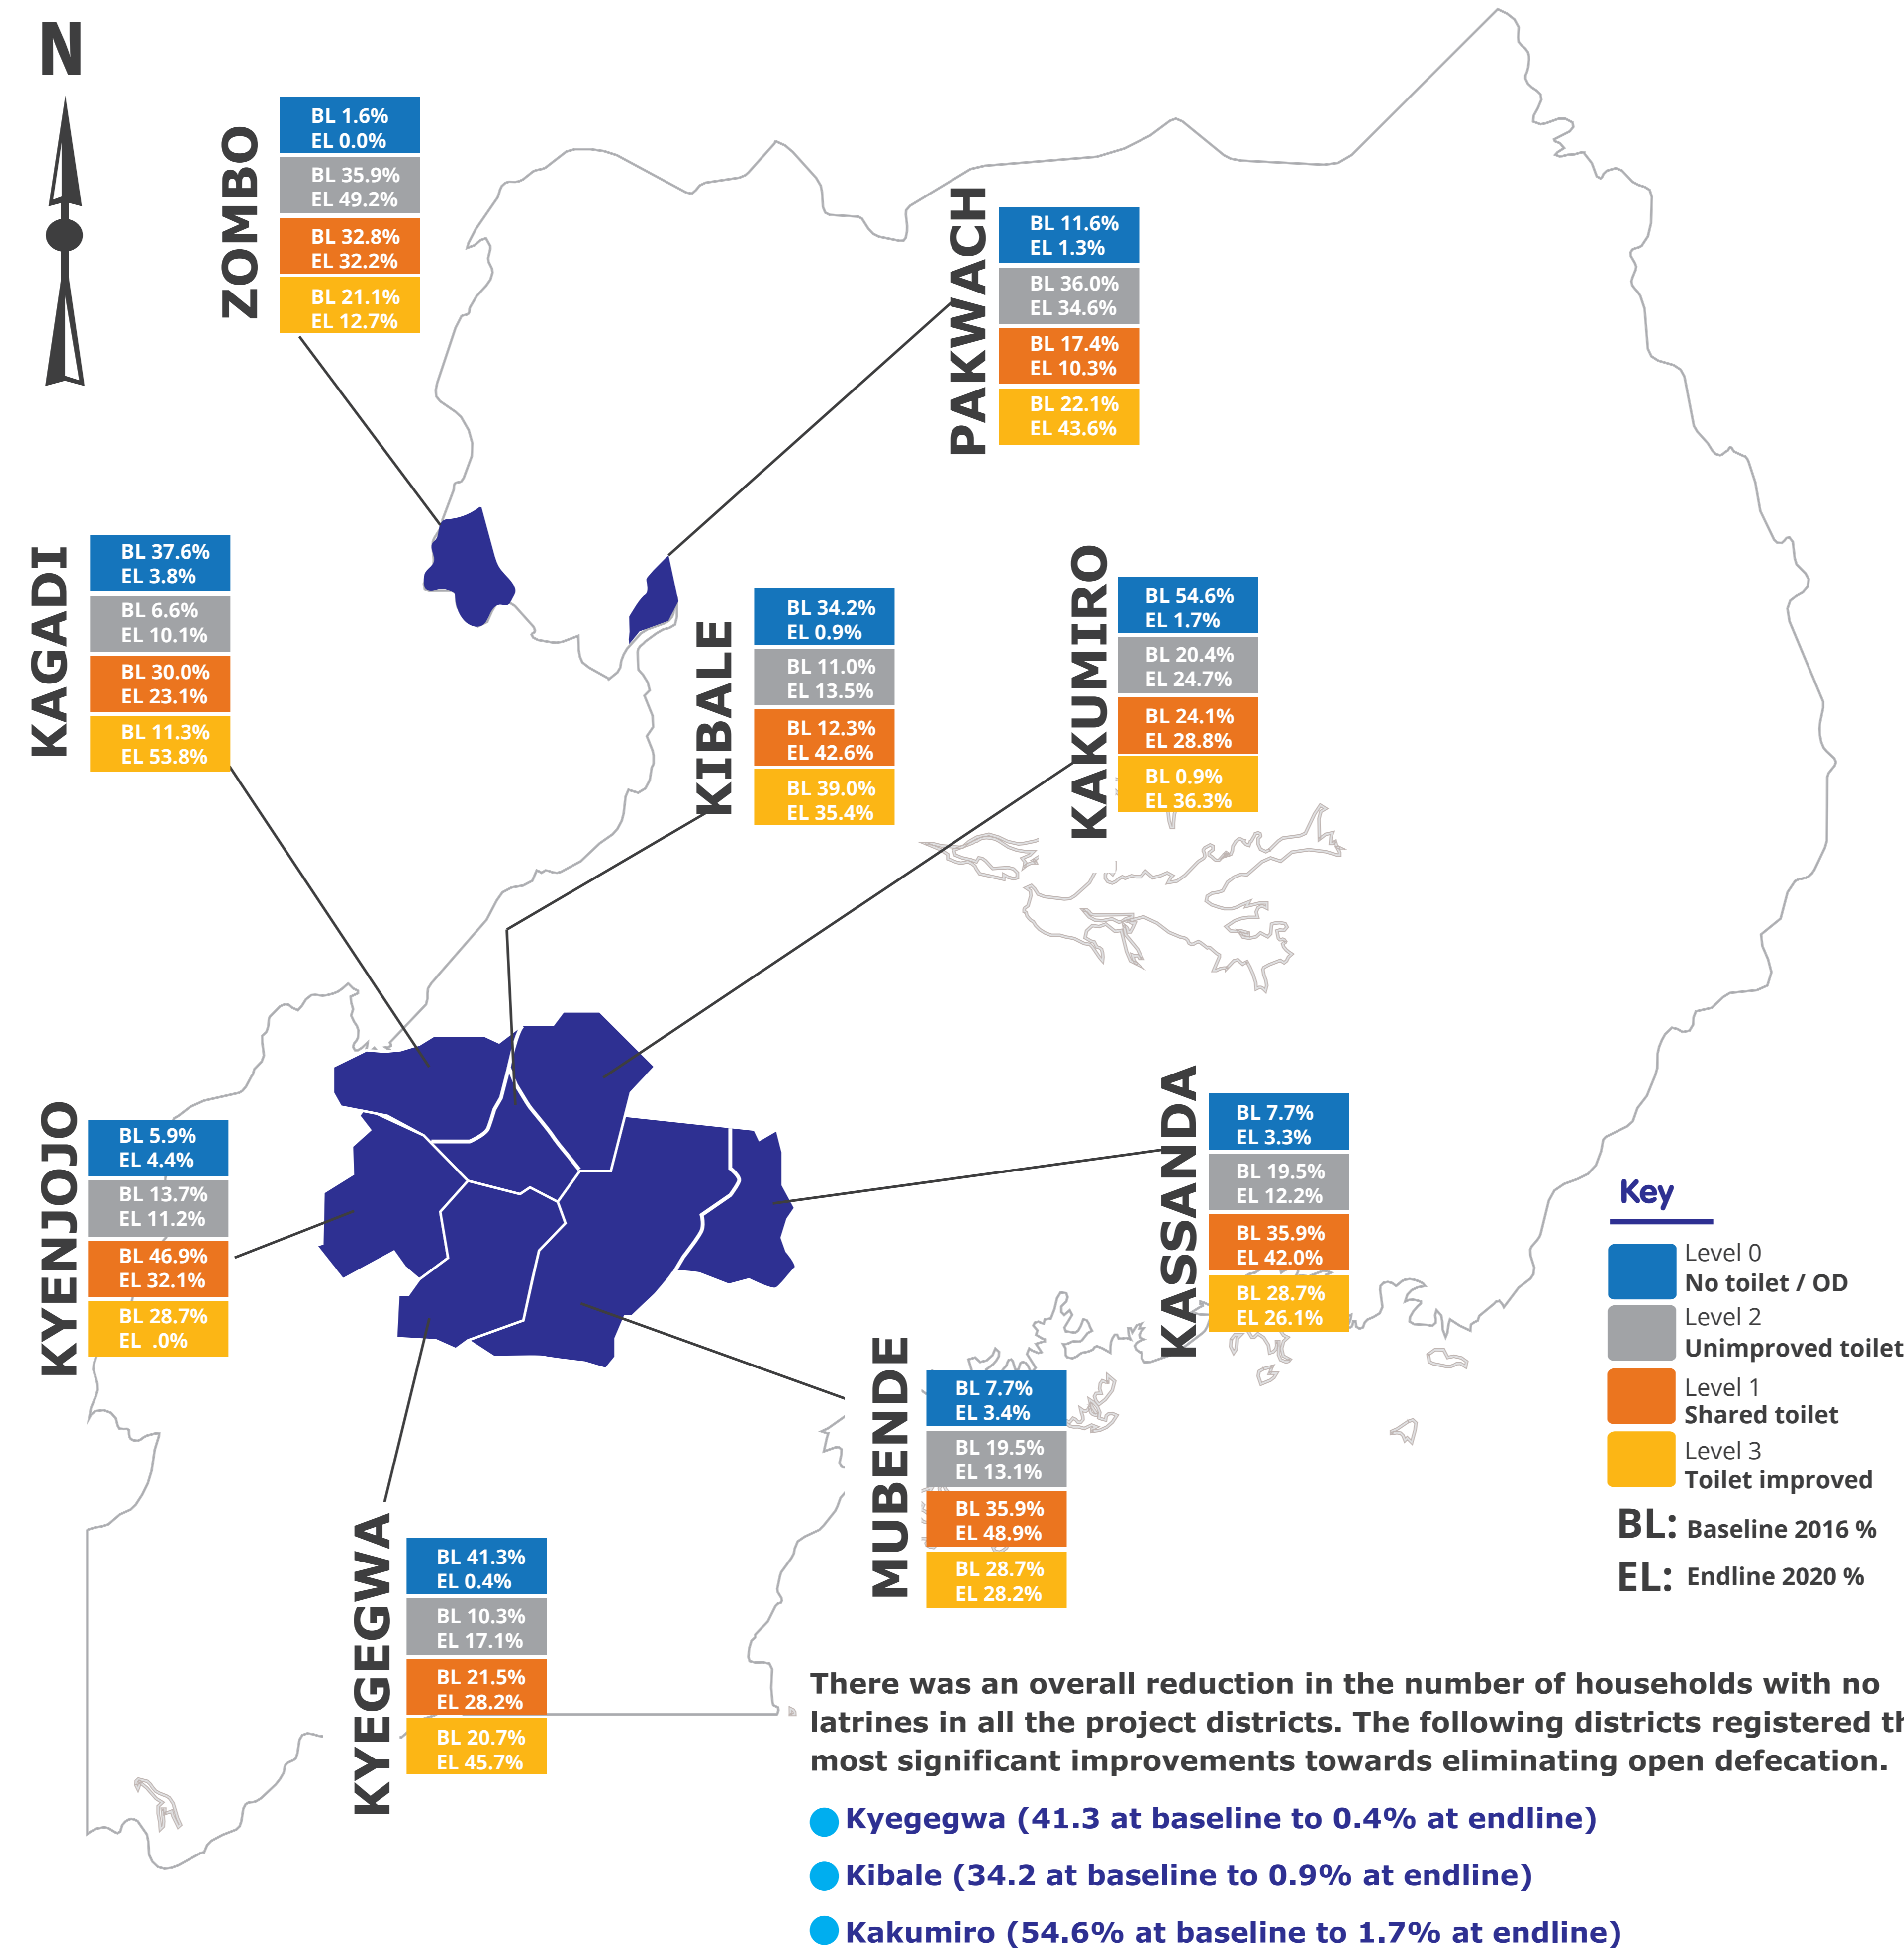 N
ZOMBO
BL 1.6%
EL 0.0%
BL 35.9%
EL 49.2%
BL 32.8%
EL 32.2%
BL 21.1%
EL 12.7%
PAKWACH
BL 11.6%
EL 1.3%
BL 36.0%
EL 34.6%
BL 17.4%
EL 10.3%
BL 22.1%
EL 43.6%
KAGADI
BL 37.6%
EL 3.8%
BL 6.6%
EL 10.1%
BL 30.0%
EL 23.1%
BL 11.3%
EL 53.8%
KIBALE
BL 34.2%
EL 0.9%
BL 11.0%
EL 13.5%
BL 12.3%
EL 42.6%
BL 39.0%
EL 35.4%
KAKUMIRO
BL 54.6%
EL 1.7%
BL 20.4%
EL 24.7%
BL 24.1%
EL 28.8%
BL 0.9%
EL 36.3%
KYENJOJO
BL 5.9%
EL 4.4%
BL 13.7%
EL 11.2%
BL 46.9%
EL 32.1%
BL 28.7%
EL .0%
KASSANDA
BL 7.7%
EL 3.3%
BL 19.5%
EL 12.2%
BL 35.9%
EL 42.0%
BL 28.7%
EL 26.1%
MUBENDE
BL 7.7%
EL 3.4%
BL 19.5%
EL 13.1%
BL 35.9%
EL 48.9%
BL 28.7%
EL 28.2%
KYEGEGWA
BL 41.3%
EL 0.4%
BL 10.3%
EL 17.1%
BL 21.5%
EL 28.2%
BL 20.7%
EL 45.7%
Key
Level 0
No toilet / OD
Level 2
Unimproved toilet
Level 1
Shared toilet
Level 3
Toilet improved
BL: Baseline 2016 %
EL: Endline 2020 %
There was an overall reduction in the number of households with no
latrines in all the project districts. The following districts registered th
most significant improvements towards eliminating open defecation.
Kyegegwa (41.3 at baseline to 0.4% at endline)
Kibale (34.2 at baseline to 0.9% at endline)
Kakumiro (54.6% at baseline to 1.7% at endline)